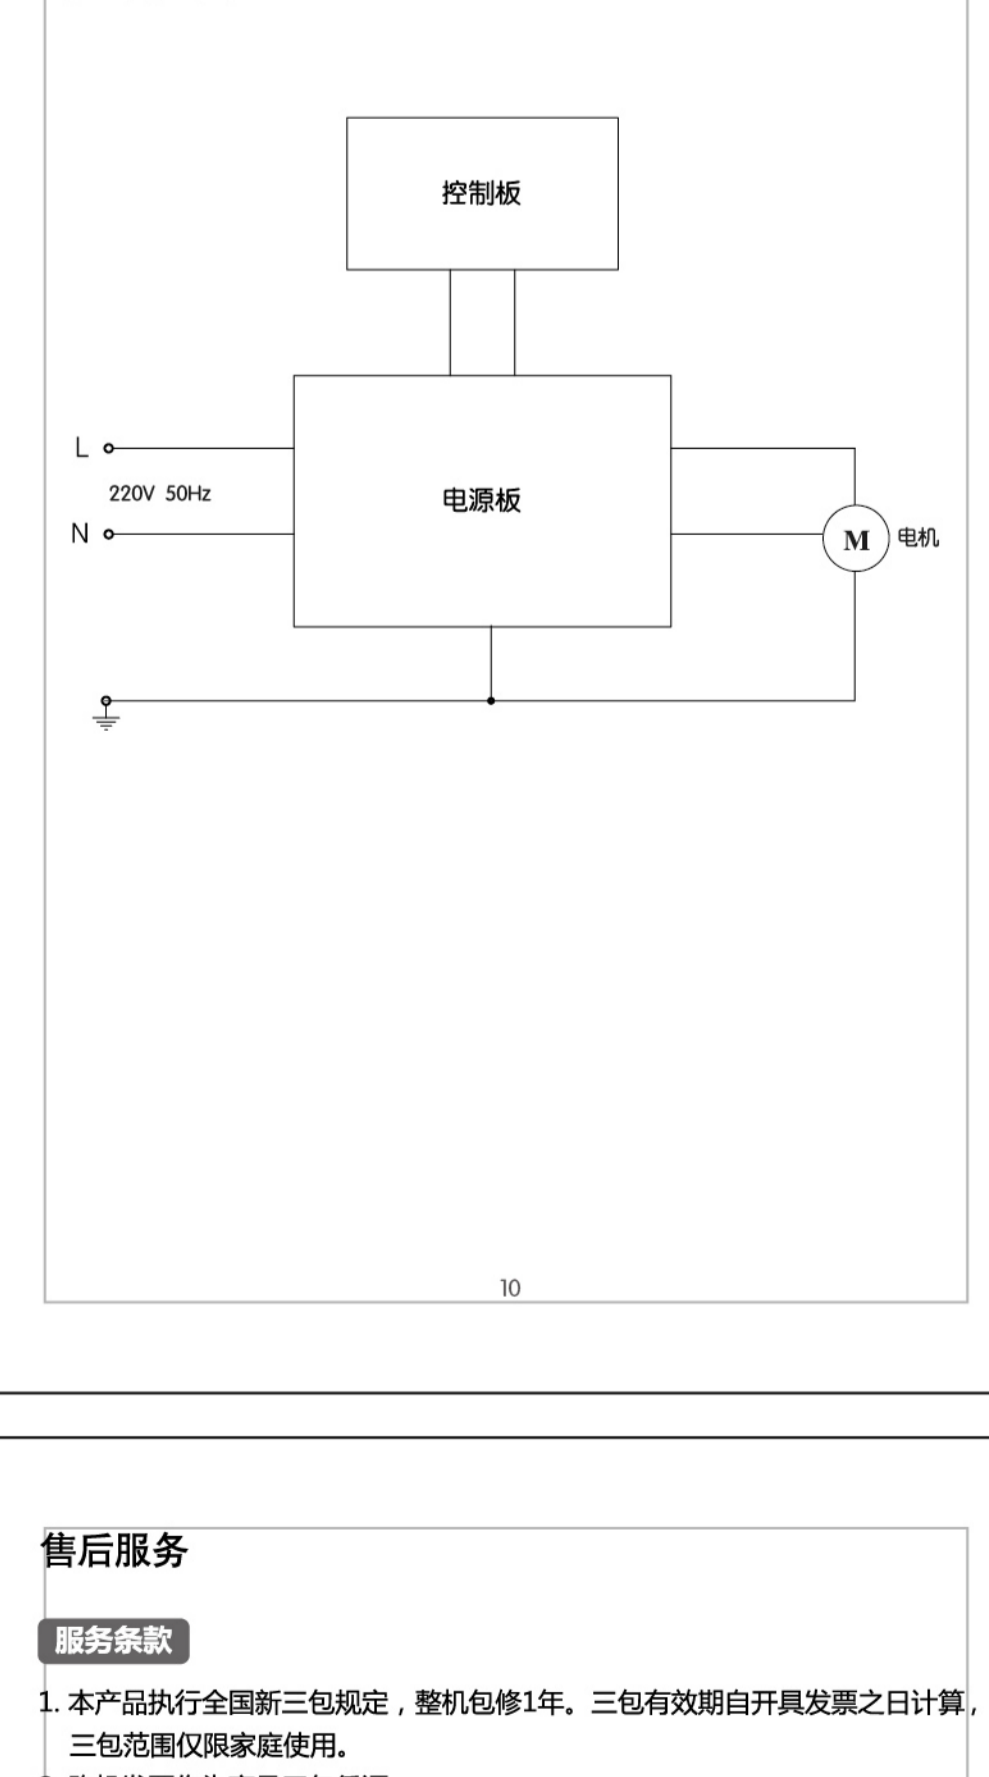 控制板
L
220V 50Hz
电源板
N
M 电机
10
售后服务
服务条款
1. 本产品执行全国新三包规定，整机包修1年。三包有效期自开具发票之日计算，
三包范围仅限家庭使用。